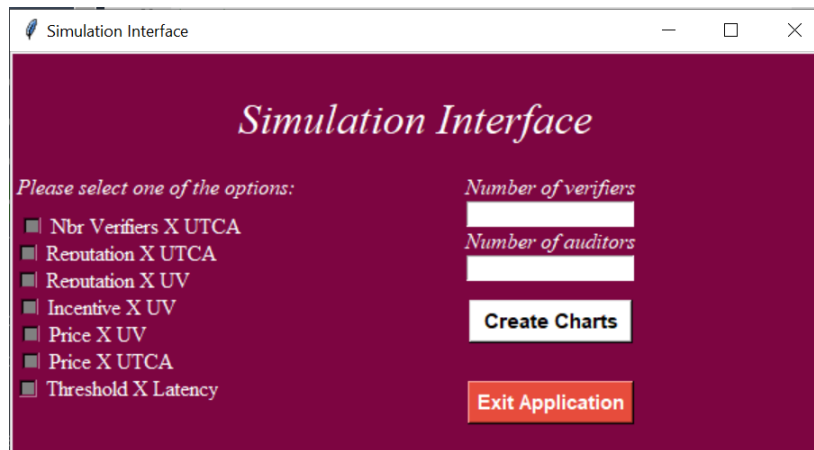 Simulation Interface
Simulation Interface
Please select one of the options:
Nbr Verifiers X UTCA
Reputation X UTCA
Reputation X UV
Incentive X UV
Price X UV
Price X UTCA
Threshold X Latency
Number of verifiers
Number of auditors
Create Charts
Exit Application